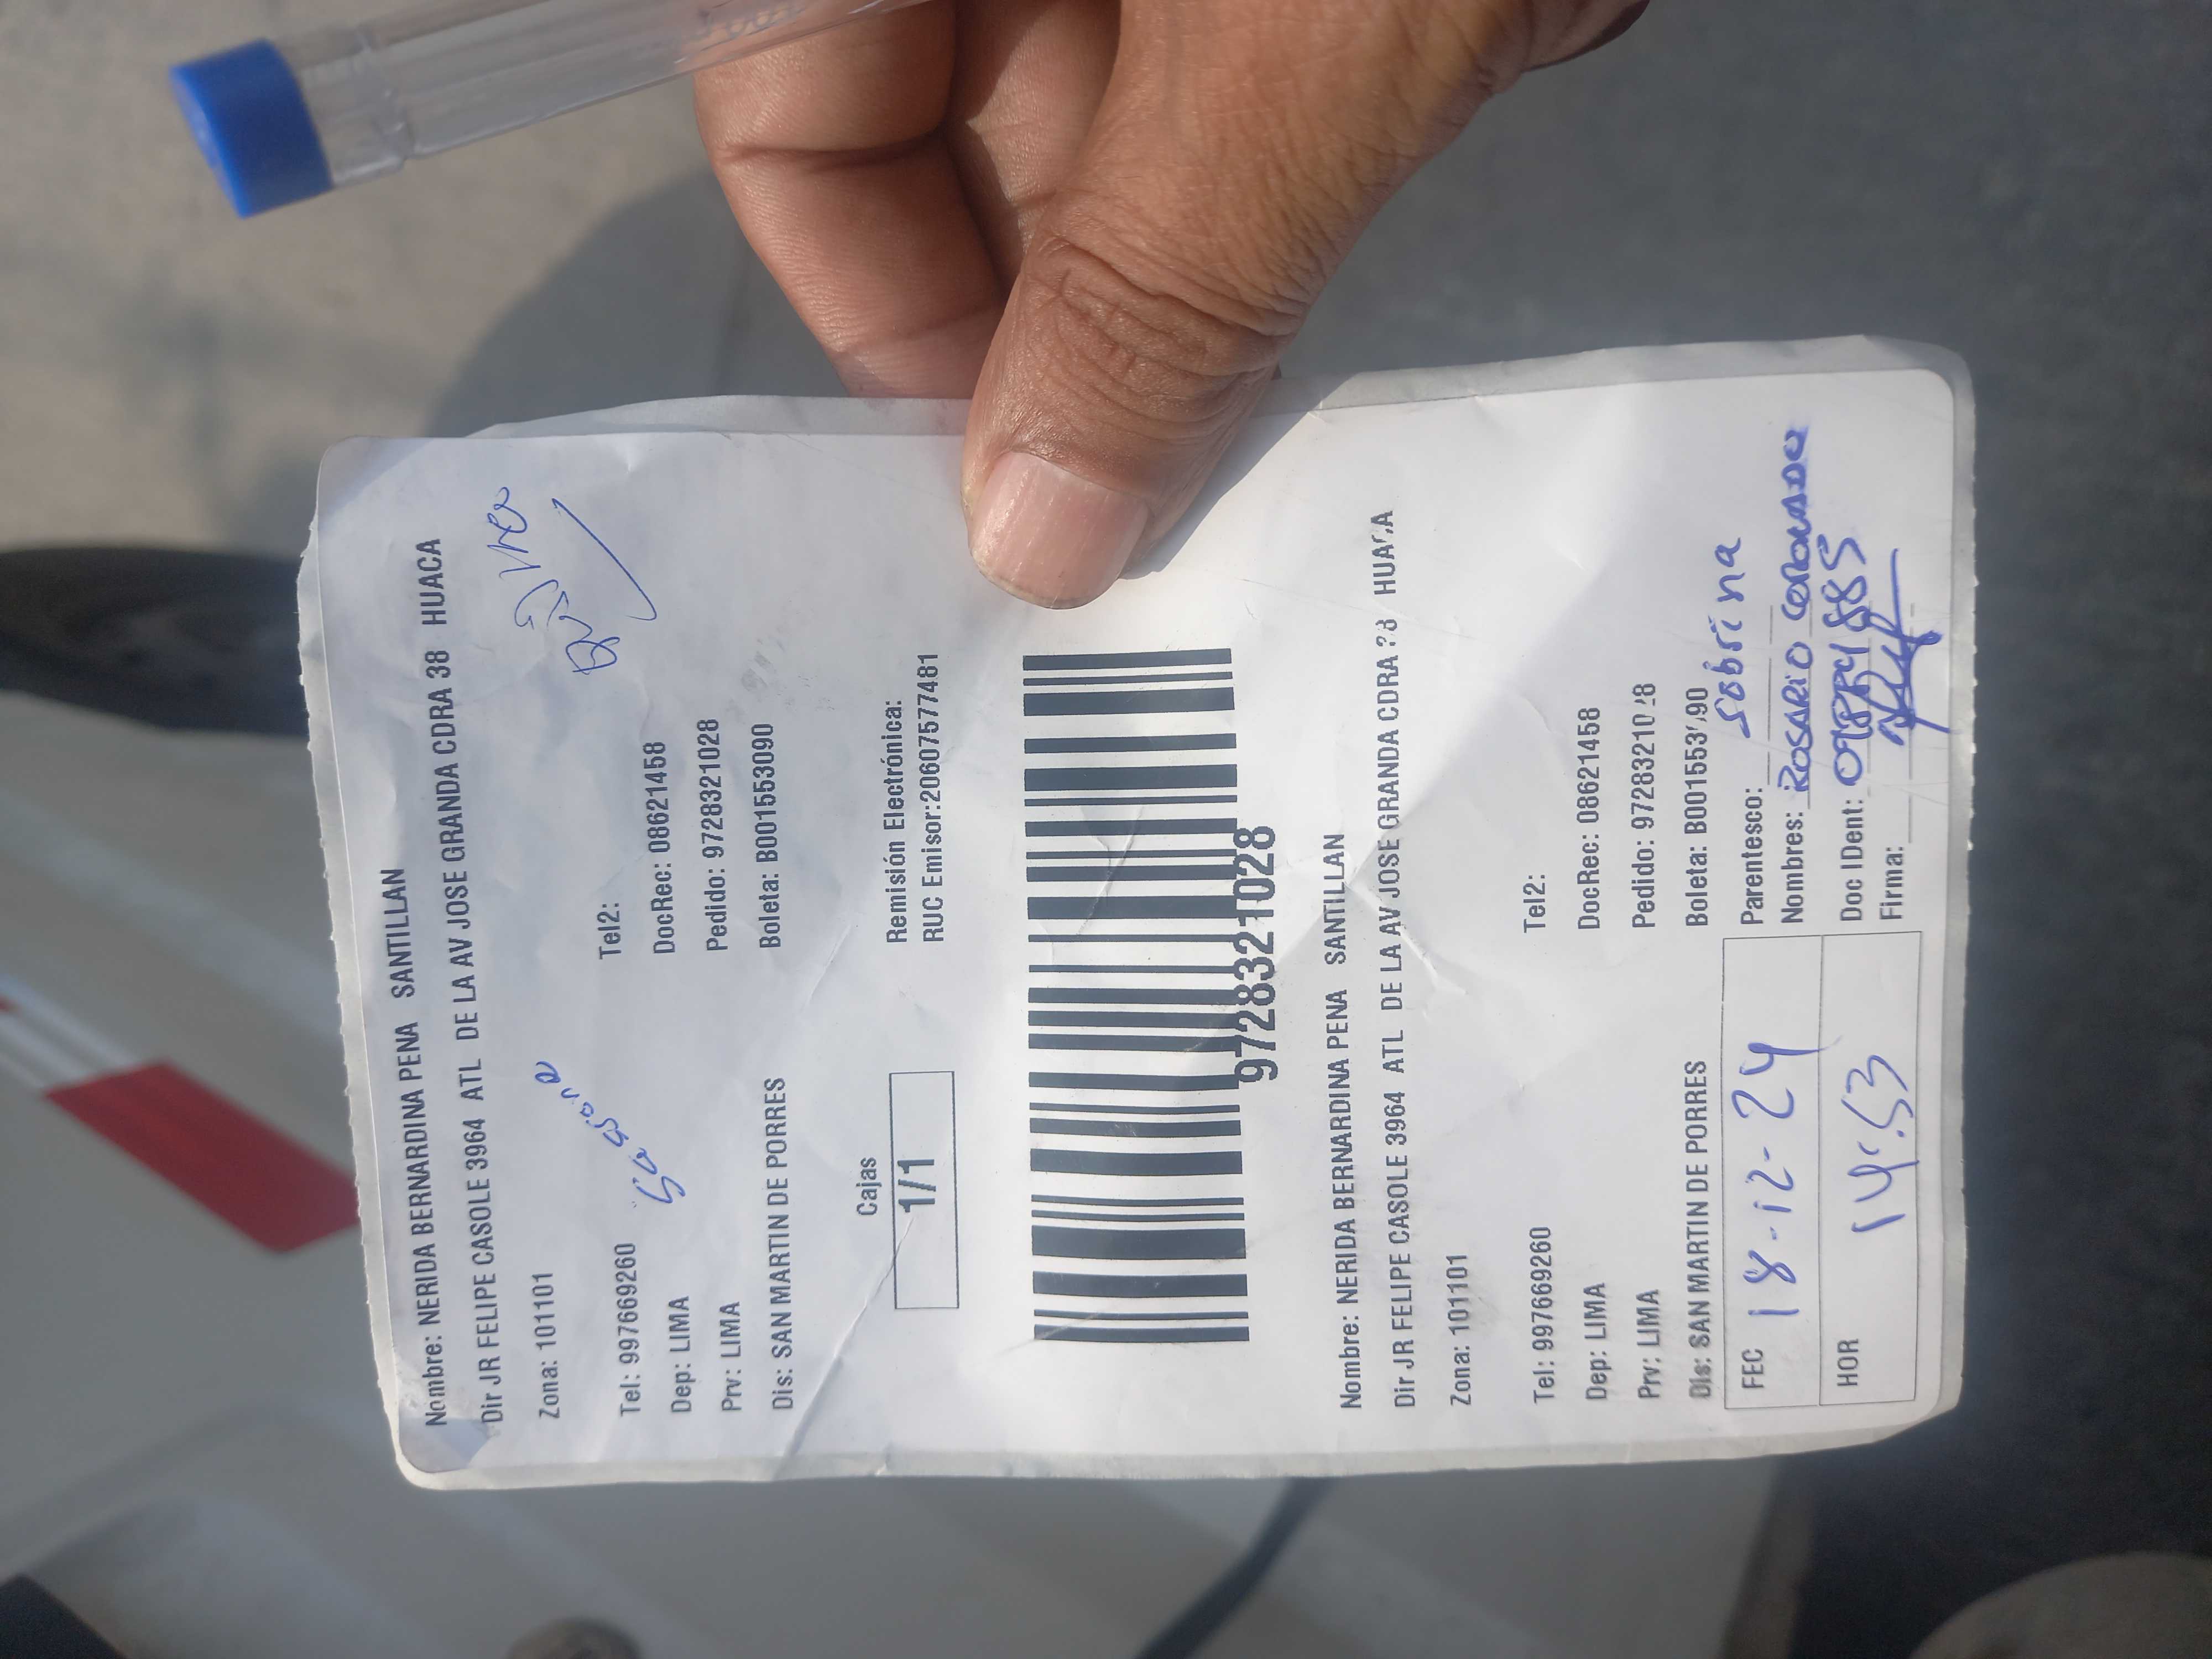 Nombre: NERIDA BERNARDINA PENA SANTILLAN
Dir JR FELIPE CASOLE 3964 ATL DE LA AV JOSE GRANDA CDRA 38 HUACA
Zona: 101101
Tel: 997669260 Tel2:
Dep: LIMA DocRec: 08621458
Prv: LIMA Pedido: 9728321028
Dis: SAN MARTIN DE PORRES Boleta: B001553090
Cajas
1/1
Remisión Electrónica:
RUC Emisor:20607577481
9728321028
Nombre: NERIDA BERNARDINA PENA SANTILLAN
Dir JR FELIPE CASOLE 3964 ATL DE LA AV JOSE GRANDA CDRA 38 HUACA
Zona: 101101
Tel: 997669260 Tel2:
Dep: LIMA DocRec: 08621458
Prv: LIMA Pedido: 9728321028
Dis: SAN MARTIN DE PORRES Boleta: B001553090
FEC 18-12-24
HOR 14:53
Parentesco: sobrina
Nombres: ROSARIO CORONADO
Doc IDent:
Firma: